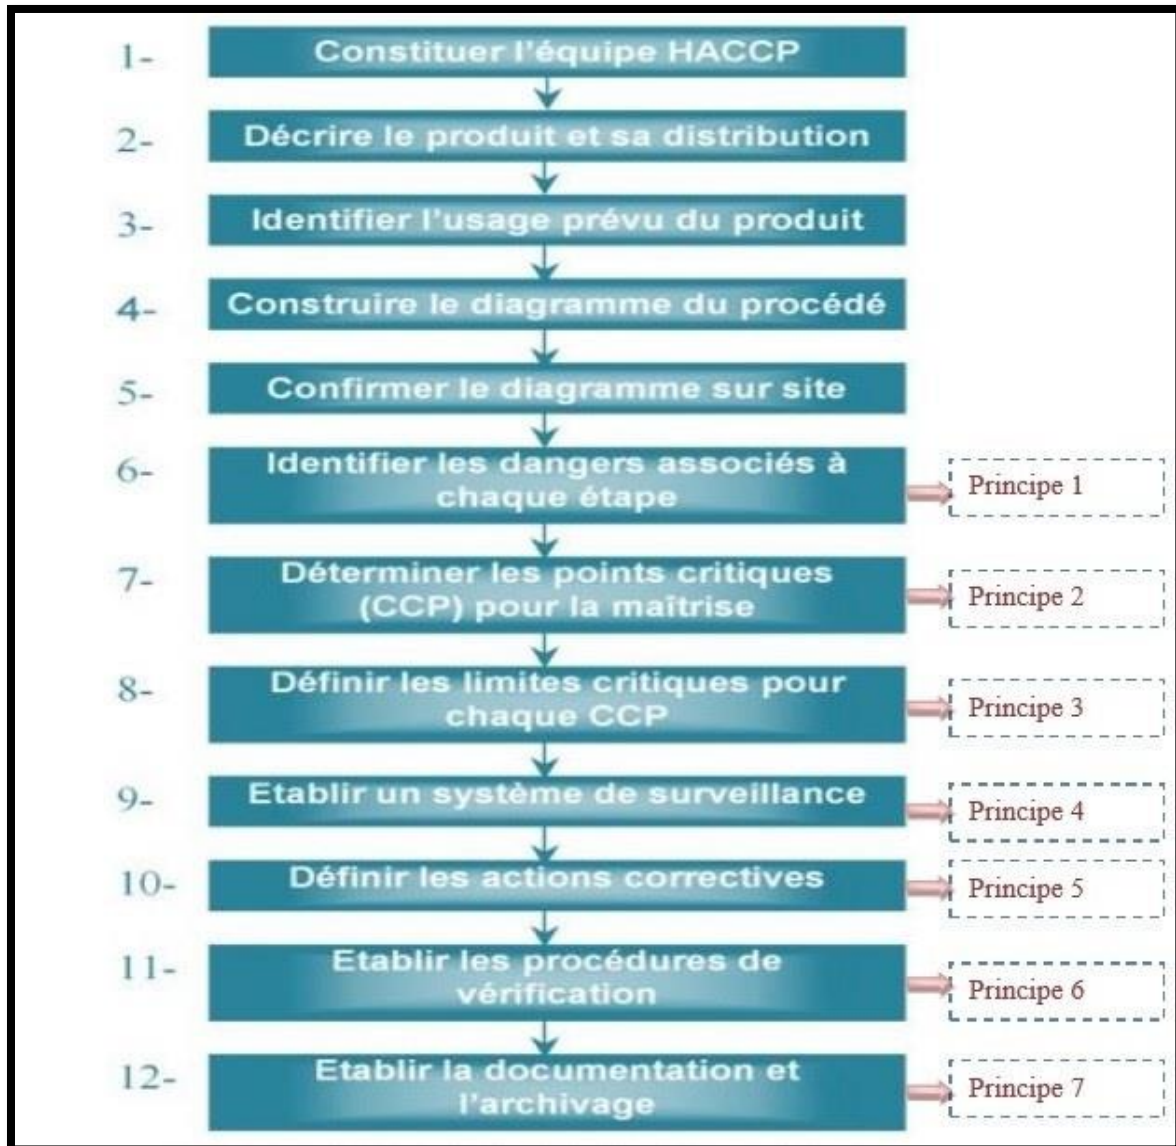 1- Constituer l'équipe HACCP
2- Décrire le produit et sa distribution
3- Identifier l'usage prévu du produit
4- Construire le diagramme du procédé
5- Confirmer le diagramme sur site
6- Identifier les dangers associés à
chaque étape
Principe 1
7- Déterminer les points critiques
(CCP) pour la maîtrise
Principe 2
8- Définir les limites critiques pour
chaque CCP
Principe 3
9- Etablir un système de surveillance
Principe 4
10- Définir les actions correctives
Principe 5
11- Etablir les procédures de
vérification
Principe 6
12- Etablir la documentation et
l'archivage
Principe 7